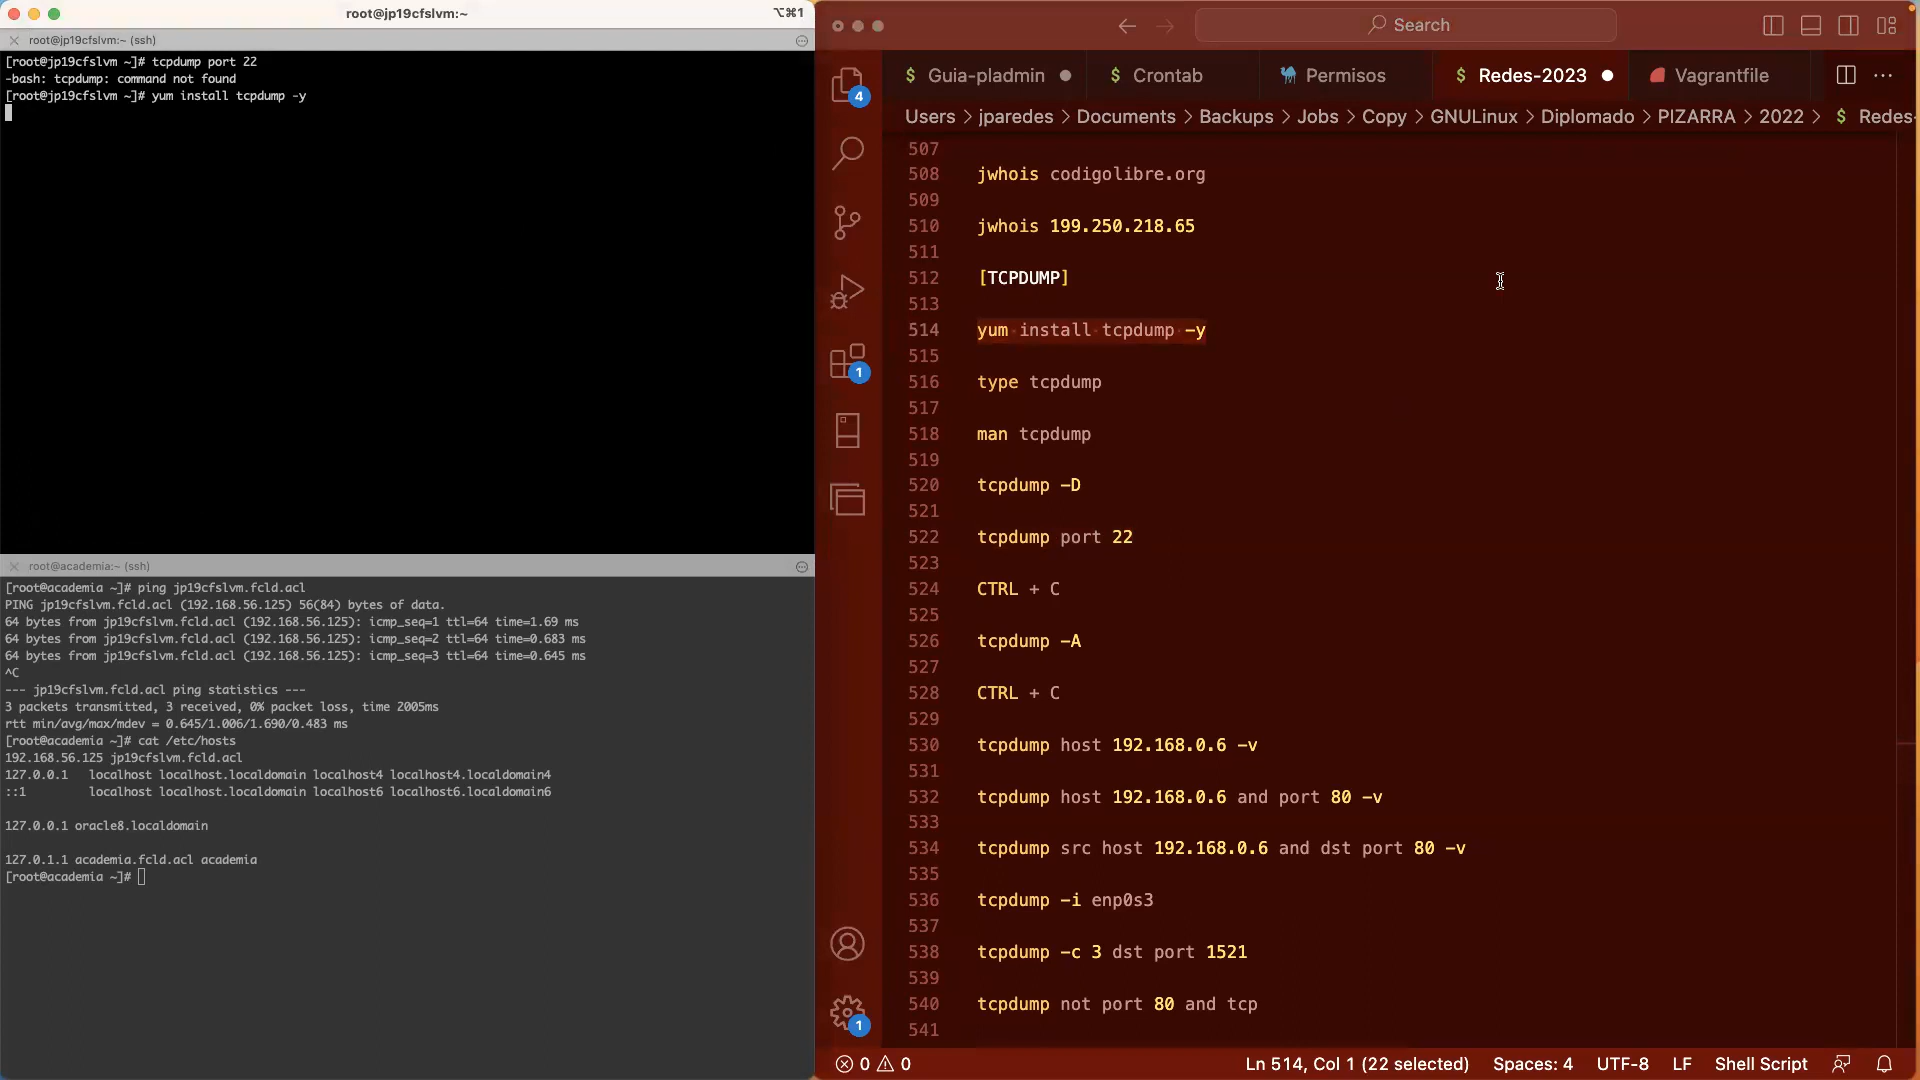 root@jp19cfslvm:~
⌥⌘1
root@jp19cfslvm:~ (ssh)
[root@jp19cfslvm ~]# tcpdump port 22
-bash: tcpdump: command not found
[root@jp19cfslvm ~]# yum install tcpdump -y
root@academia:~ (ssh)
[root@academia ~]# ping jp19cfslvm.fcld.acl
PING jp19cfslvm.fcld.acl (192.168.56.125) 56(84) bytes of data.
64 bytes from jp19cfslvm.fcld.acl (192.168.56.125): icmp_seq=1 ttl=64 time=1.69 ms
64 bytes from jp19cfslvm.fcld.acl (192.168.56.125): icmp_seq=2 ttl=64 time=0.683 ms
64 bytes from jp19cfslvm.fcld.acl (192.168.56.125): icmp_seq=3 ttl=64 time=0.645 ms
^C
--- jp19cfslvm.fcld.acl ping statistics ---
3 packets transmitted, 3 received, 0% packet loss, time 2005ms
rtt min/avg/max/mdev = 0.645/1.006/1.690/0.483 ms
[root@academia ~]# cat /etc/hosts
192.168.56.125 jp19cfslvm.fcld.acl
127.0.0.1   localhost localhost.localdomain localhost4 localhost4.localdomain4
::1         localhost localhost.localdomain localhost6 localhost6.localdomain6
127.0.0.1 oracle8.localdomain
127.0.1.1 academia.fcld.acl academia
[root@academia ~]#
Search
$ Guia-pladmin
$ Crontab
Permisos
$ Redes-2023
Vagrantfile
Users > jparedes > Documents > Backups > Jobs > Copy > GNULinux > Diplomado > PIZARRA > 2022 > $ Redes-
4
1
1
507
508 jwhois codigolibre.org
509
510 jwhois 199.250.218.65
511
512 [TCPDUMP]
513
514 yum install tcpdump -y
515
516 type tcpdump
517
518 man tcpdump
519
520 tcpdump -D
521
522 tcpdump port 22
523
524 CTRL + C
525
526 tcpdump -A
527
528 CTRL + C
529
530 tcpdump host 192.168.0.6 -v
531
532 tcpdump host 192.168.0.6 and port 80 -v
533
534 tcpdump src host 192.168.0.6 and dst port 80 -v
535
536 tcpdump -i enp0s3
537
538 tcpdump -c 3 dst port 1521
539
540 tcpdump not port 80 and tcp
541
0 0
Ln 514, Col 1 (22 selected)
Spaces: 4
UTF-8
LF
Shell Script